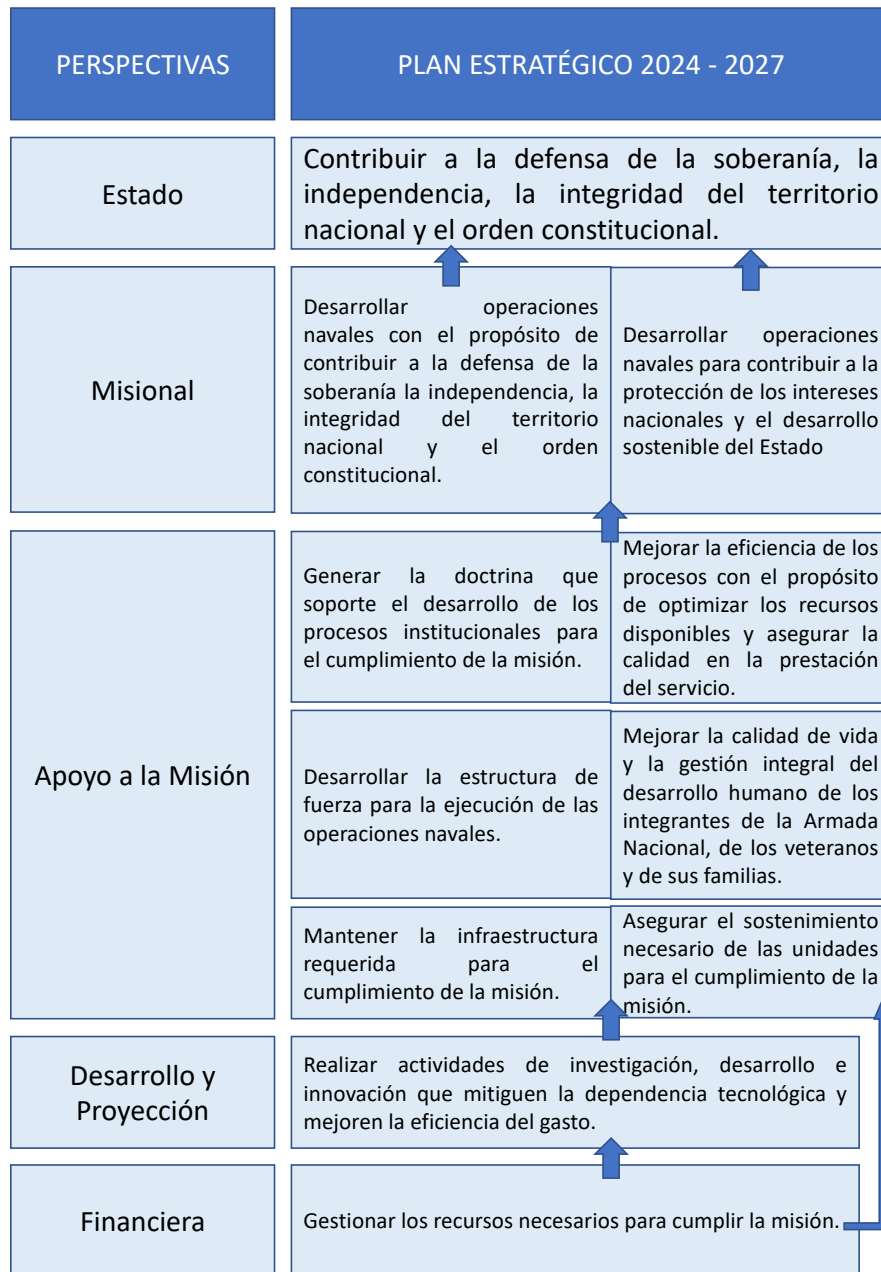 PERSPECTIVAS
PLAN ESTRATÉGICO 2024 - 2027
Estado
Contribuir a la defensa de la soberanía, la
independencia, la integridad del territorio
nacional y el orden constitucional.
Misional
Desarrollar operaciones
navales con el propósito de
contribuir a la defensa de la
soberanía la independencia, la
integridad del territorio
nacional y el orden
constitucional.
Desarrollar operaciones
navales para contribuir a la
protección de los intereses
nacionales y el desarrollo
sostenible del Estado
Apoyo a la Misión
Generar la doctrina que
soporte el desarrollo de los
procesos institucionales para
el cumplimiento de la misión.
Mejorar la eficiencia de los
procesos con el propósito
de optimizar los recursos
disponibles y asegurar la
calidad en la prestación
del servicio.
Desarrollar la estructura de
fuerza para la ejecución de las
operaciones navales.
Mejorar la calidad de vida
y la gestión integral del
desarrollo humano de los
integrantes de la Armada
Nacional, de los veteranos
y de sus familias.
Mantener la infraestructura
requerida para el
cumplimiento de la misión.
Asegurar el sostenimiento
necesario de las unidades
para el cumplimiento de la
misión.
Desarrollo y
Proyección
Realizar actividades de investigación, desarrollo e
innovación que mitiguen la dependencia tecnológica y
mejoren la eficiencia del gasto.
Financiera
Gestionar los recursos necesarios para cumplir la misión.